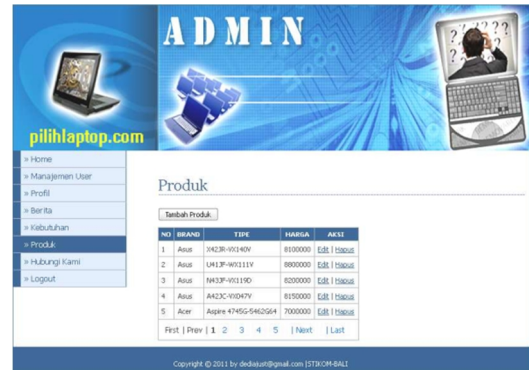 ADMIN
pilihlaptop.com
» Home
» Manajemen User
» Profil
» Berita
» Kebutuhan
» Produk
» Hubungi Kami
» Logout
Produk
Tambah Produk
NO BRAND TIPE HARGA AKSI
1 Asus X42JR-VX140V 8100000 Edit | Hapus
2 Asus U41JF-WX111V 8800000 Edit | Hapus
3 Asus N43JF-VX119D 8200000 Edit | Hapus
4 Asus A42JC-VX047V 8150000 Edit | Hapus
5 Acer Aspire 4745G-5462G64 7000000 Edit | Hapus
First | Prev | 1 2 3 4 5 | Next | Last
Copyright © 2011 by dediajust@gmail.com |STIKOM-BALI